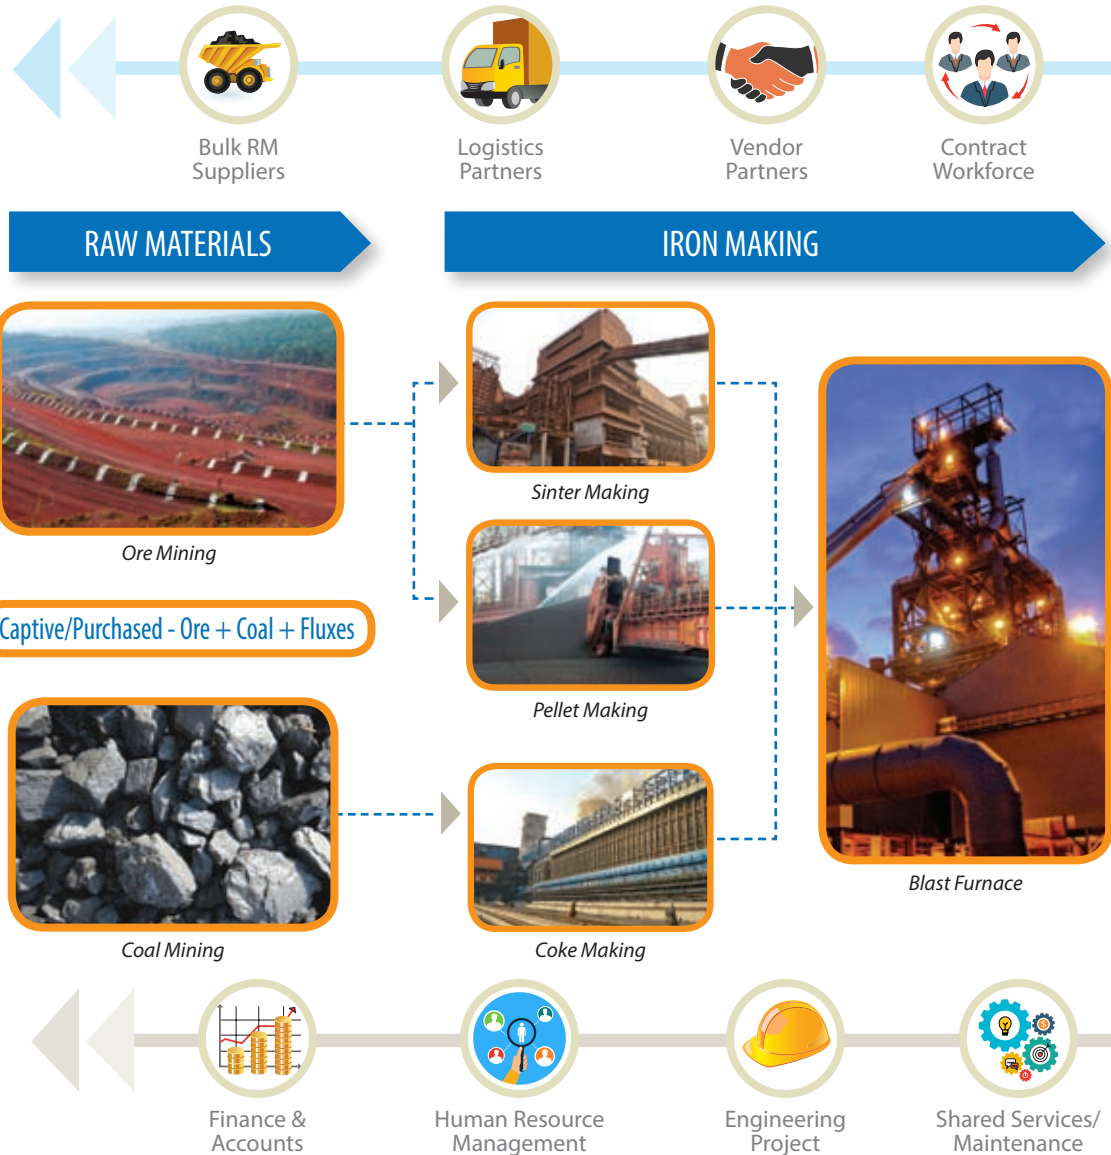 Bulk RM
Suppliers
Logistics
Partners
Vendor
Partners
Contract
Workforce
RAW MATERIALS
IRON MAKING
Ore Mining
Sinter Making
Captive/Purchased - Ore + Coal + Fluxes
Pellet Making
Blast Furnace
Coal Mining
Coke Making
Finance &
Accounts
Human Resource
Management
Engineering
Project
Shared Services/
Maintenance